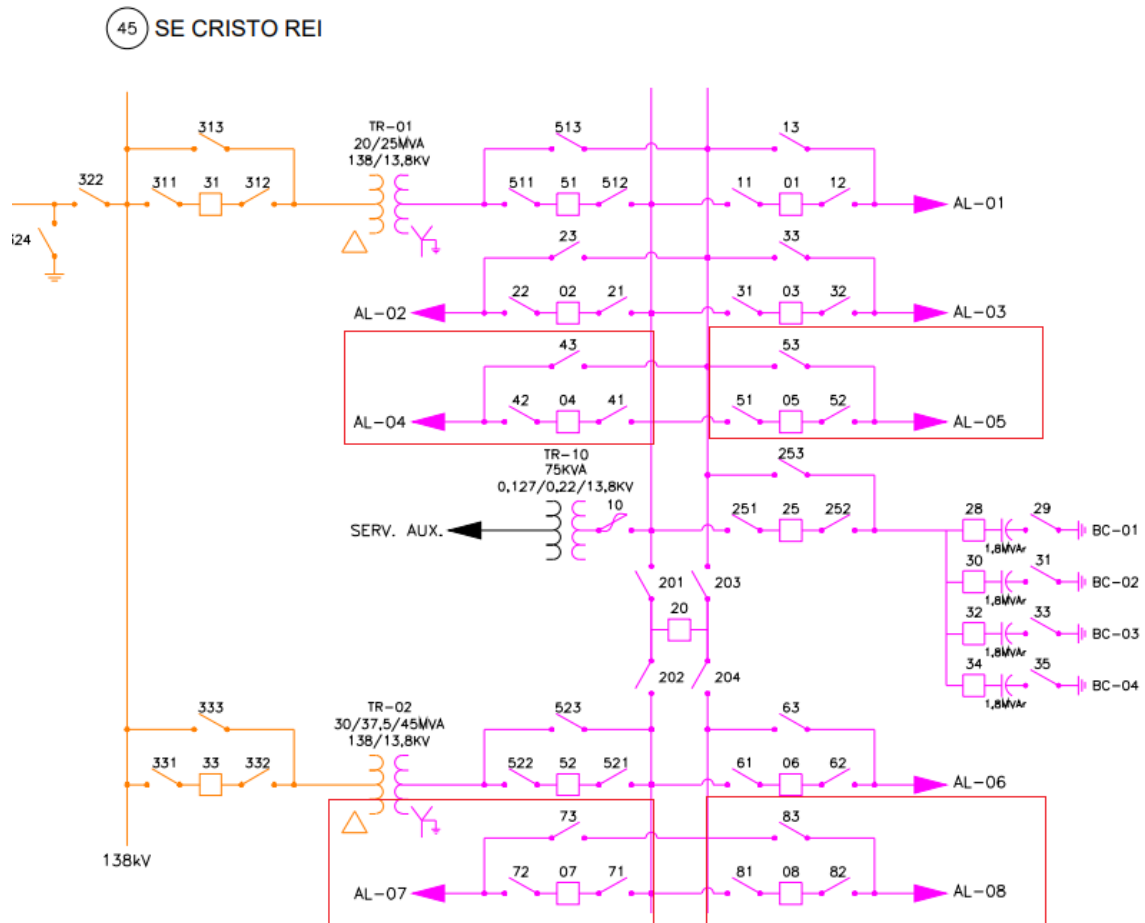 45 SE CRISTO REI
313
TR-01
20/25MVA
138/13,8KV
513
13
322
311 31 312
511 51 512
11 01 12
AL-01
23
33
AL-02
22 02 21
31 03 32
AL-03
43
53
AL-04
42 04 41
51 05 52
AL-05
TR-10
75KVA
0,127/0,22/13,8KV
253
SERV. AUX.
10
251 25 252
28 29 BC-01
1,8MVAr
30 31 BC-02
1,8MVAr
32 33 BC-03
1,8MVAr
34 35 BC-04
1,8MVAr
201 203
20
202 204
333
TR-02
30/37,5/45MVA
138/13,8KV
523
63
331 33 332
522 52 521
61 06 62
AL-06
73
83
138kV
AL-07
72 07 71
81 08 82
AL-08